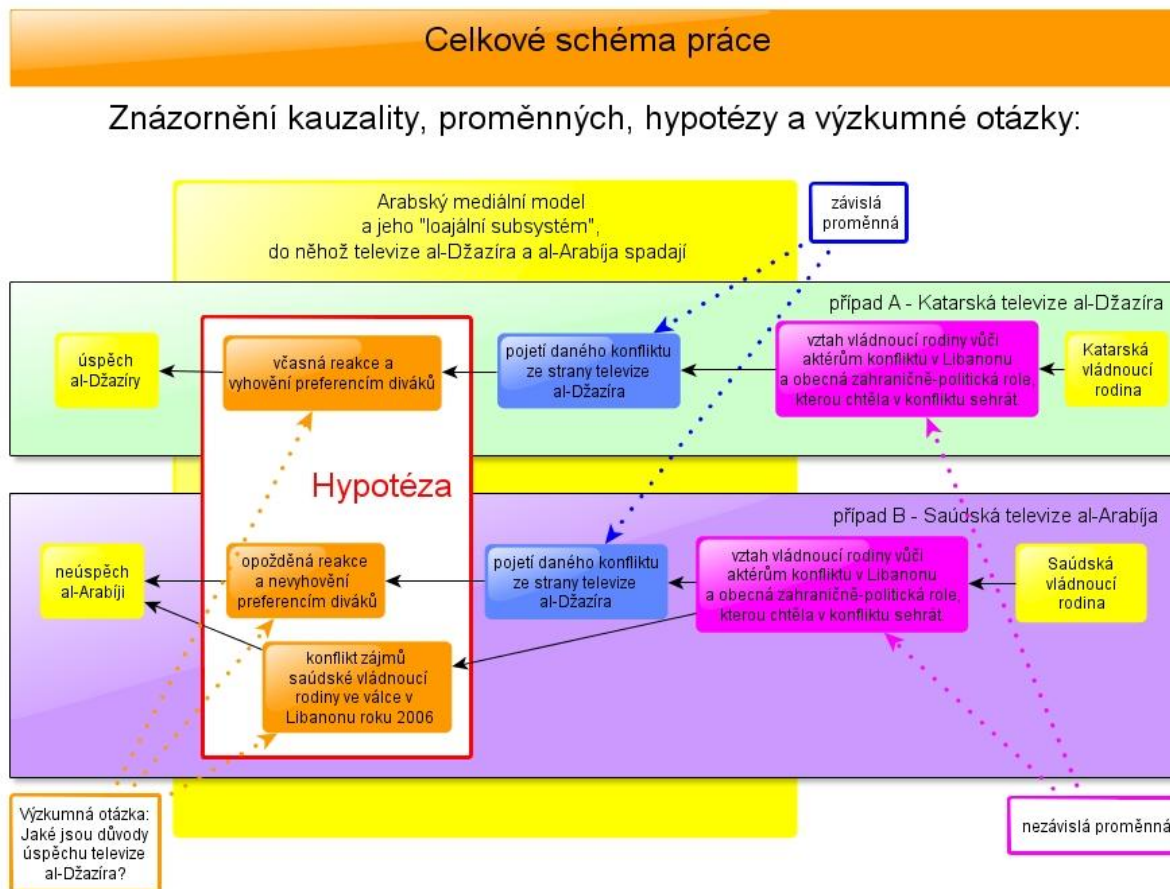 Celkové schéma práce
Znázornění kauzality, proměnných, hypotézy a výzkumné otázky:
Arabský mediální model
a jeho "loajální subsystém",
do něhož televize al-Džazíra a al-Arabíja spadají
závislá
proměnná
případ A - Katarská televize al-Džazíra
úspěch
al-Džazíry
včasná reakce a
vyhovění preferencím diváků
pojetí daného konfliktu
ze strany televize
al-Džazíra
vztah vládnoucí rodiny vůči
aktérům konfliktu v Libanonu
a obecná zahraničně-politická role,
kterou chtěla v konfliktu sehrát
Katarská
vládnoucí
rodina
Hypotéza
případ B - Saúdská televize al-Arabíja
neúspěch
al-Arabíji
opožděná reakce
a nevyhovění
preferencím diváků
pojetí daného konfliktu
ze strany televize
al-Džazíra
vztah vládnoucí rodiny vůči
aktérům konfliktu v Libanonu
a obecná zahraničně-politická role,
kterou chtěla v konfliktu sehrát
Saúdská
vládnoucí
rodina
konflikt zájmů
saúdské vládnoucí
rodiny ve válce v
Libanonu roku 2006
Výzkumná otázka:
Jaké jsou důvody
úspěchu televize
al-Džazíra?
nezávislá proměnná